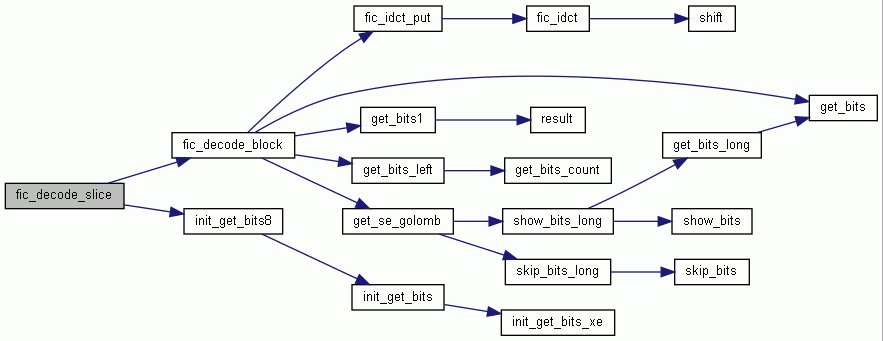 fic_idct_put
fic_idct
shift
get_bits
get_bits1
result
fic_decode_block
get_bits_long
get_bits_left
get_bits_count
fic_decode_slice
init_get_bits8
get_se_golomb
show_bits_long
show_bits
skip_bits_long
skip_bits
init_get_bits
init_get_bits_xe